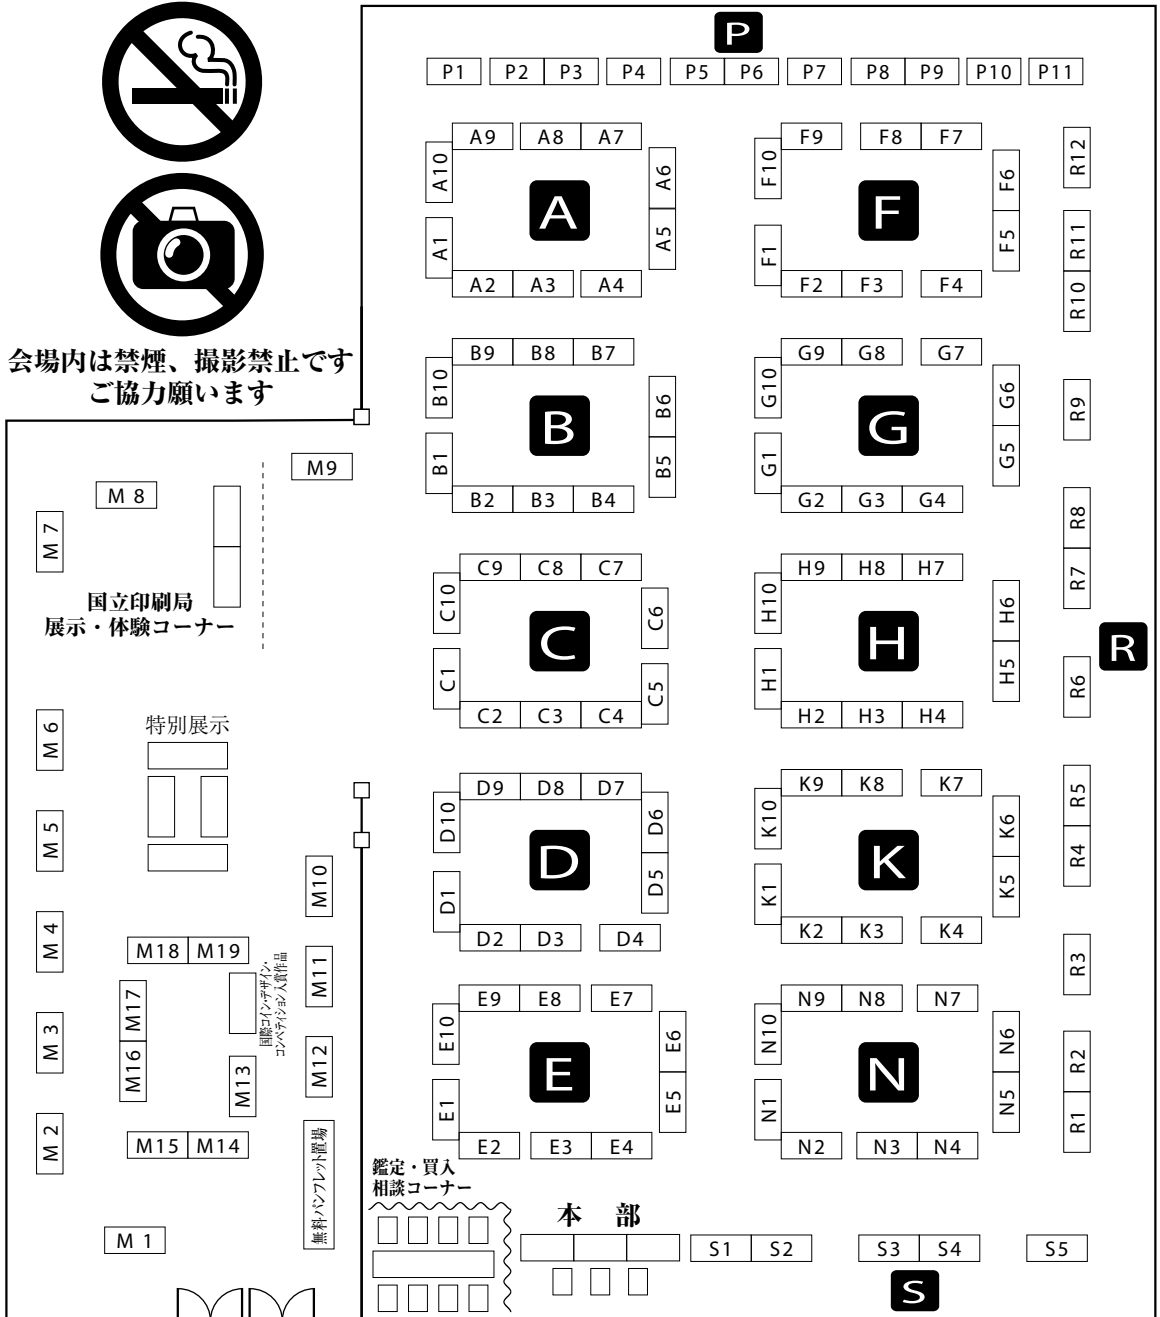 P
P1 P2 P3 P4 P5 P6 P7 P8 P9 P10 P11
会場内は禁煙、撮影禁止です
ご協力願います
A9 A8 A7
A10 A6
A
A1 A5
A2 A3 A4
F9 F8 F7
F10 F6
F
F1 F5
F2 F3 F4
B9 B8 B7
B10 B6
B
B1 B5
B2 B3 B4
G9 G8 G7
G10 G6
G
G1 G5
G2 G3 G4
C9 C8 C7
C10 C6
C
C1 C5
C2 C3 C4
H9 H8 H7
H10 H6
H
H1 H5
H2 H3 H4
D9 D8 D7
D10 D6
D
D1 D5
D2 D3 D4
K9 K8 K7
K10 K6
K
K1 K5
K2 K3 K4
E9 E8 E7
E10 E6
E
E1 E5
E2 E3 E4
N9 N8 N7
N10 N6
N
N1 N5
N2 N3 N4
R12
R11
R10
R9
R8
R7
R
R6
R5
R4
R3
R2
R1
M9
M 8
M 7
国立印刷局
展示・体験コーナー
M 6
特別展示
M 5
M 4
M 3
M 2
M 1
M10
M11
M12
M18 M19
M17
M16
M13
M15 M14
国際コイン・デザイン・
コンペティション入賞作品
無料パンフレット置場
鑑定・買入
相談コーナー
本 部
S1 S2 S3 S4 S5
S